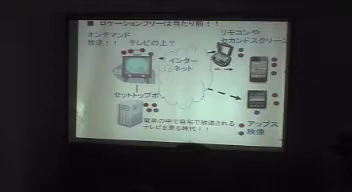 ■ ロケーションフリーは当たり前！！
オンデマンド
放送！！ テレビの上？
リモコンや
セカンドスクリーン
インター
ネット
セットトップボ
電車の中で自宅で放送される
テレビを見る時代！！
アップス
映像